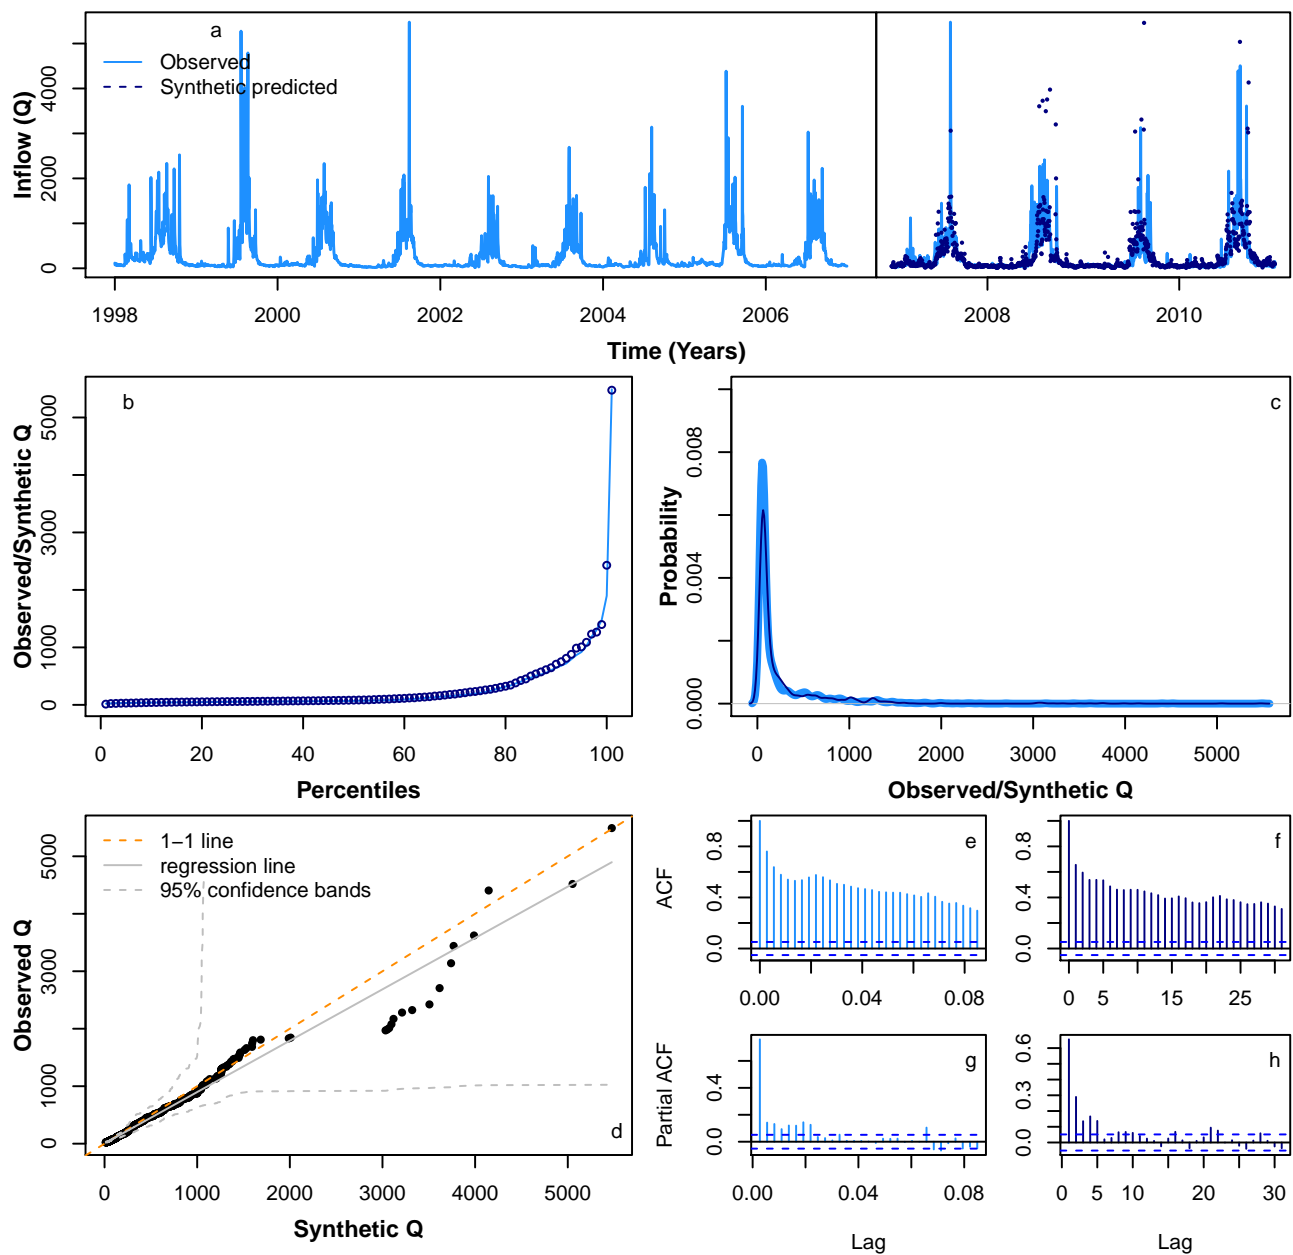 a
Observed
Synthetic predicted
Inflow (Q)
0 2000 4000
1998 2000 2002 2004 2006 2008 2010
Time (Years)
b
Observed/Synthetic Q
0 1000 3000 5000
0 20 40 60 80 100
Percentiles
c
Probability
0.000 0.004 0.008
0 1000 2000 3000 4000 5000
Observed/Synthetic Q
1–1 line
regression line
95% confidence bands
d
Observed Q
0 1000 3000 5000
0 1000 2000 3000 4000 5000
Synthetic Q
e
ACF
0.0 0.4 0.8
0.00 0.04 0.08
f
0.0 0.4 0.8
0 5 15 25
g
Partial ACF
0.0 0.4
0.00 0.04 0.08
Lag
h
0.0 0.3 0.6
0 5 10 20 30
Lag